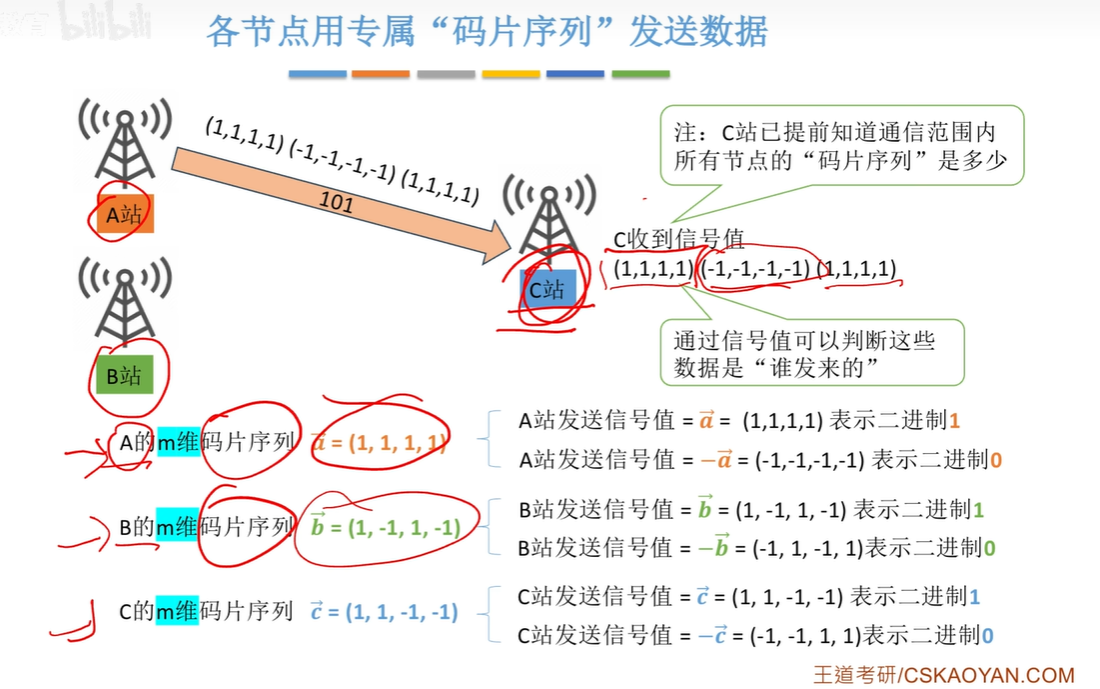 bilibili
各节点用专属“码片序列”发送数据
(1,1,1,1) (-1,-1,-1,-1) (1,1,1,1)
101
A站
B站
C站
注：C站已提前知道通信范围内
所有节点的“码片序列”是多少
C收到信号值
(1,1,1,1) (-1,-1,-1,-1) (1,1,1,1)
通过信号值可以判断这些
数据是“谁发来的”
A的m维码片序列 a⃗ = (1, 1, 1, 1)
A站发送信号值 = a⃗ = (1,1,1,1) 表示二进制1
A站发送信号值 = −a⃗ = (-1,-1,-1,-1) 表示二进制0
B的m维码片序列 b⃗ = (1, -1, 1, -1)
B站发送信号值 = b⃗ = (1, -1, 1, -1) 表示二进制1
B站发送信号值 = −b⃗ = (-1, 1, -1, 1)表示二进制0
C的m维码片序列 c⃗ = (1, 1, -1, -1)
C站发送信号值 = c⃗ = (1, 1, -1, -1) 表示二进制1
C站发送信号值 = −c⃗ = (-1, -1, 1, 1)表示二进制0
王道考研/CSKAOYAN.COM